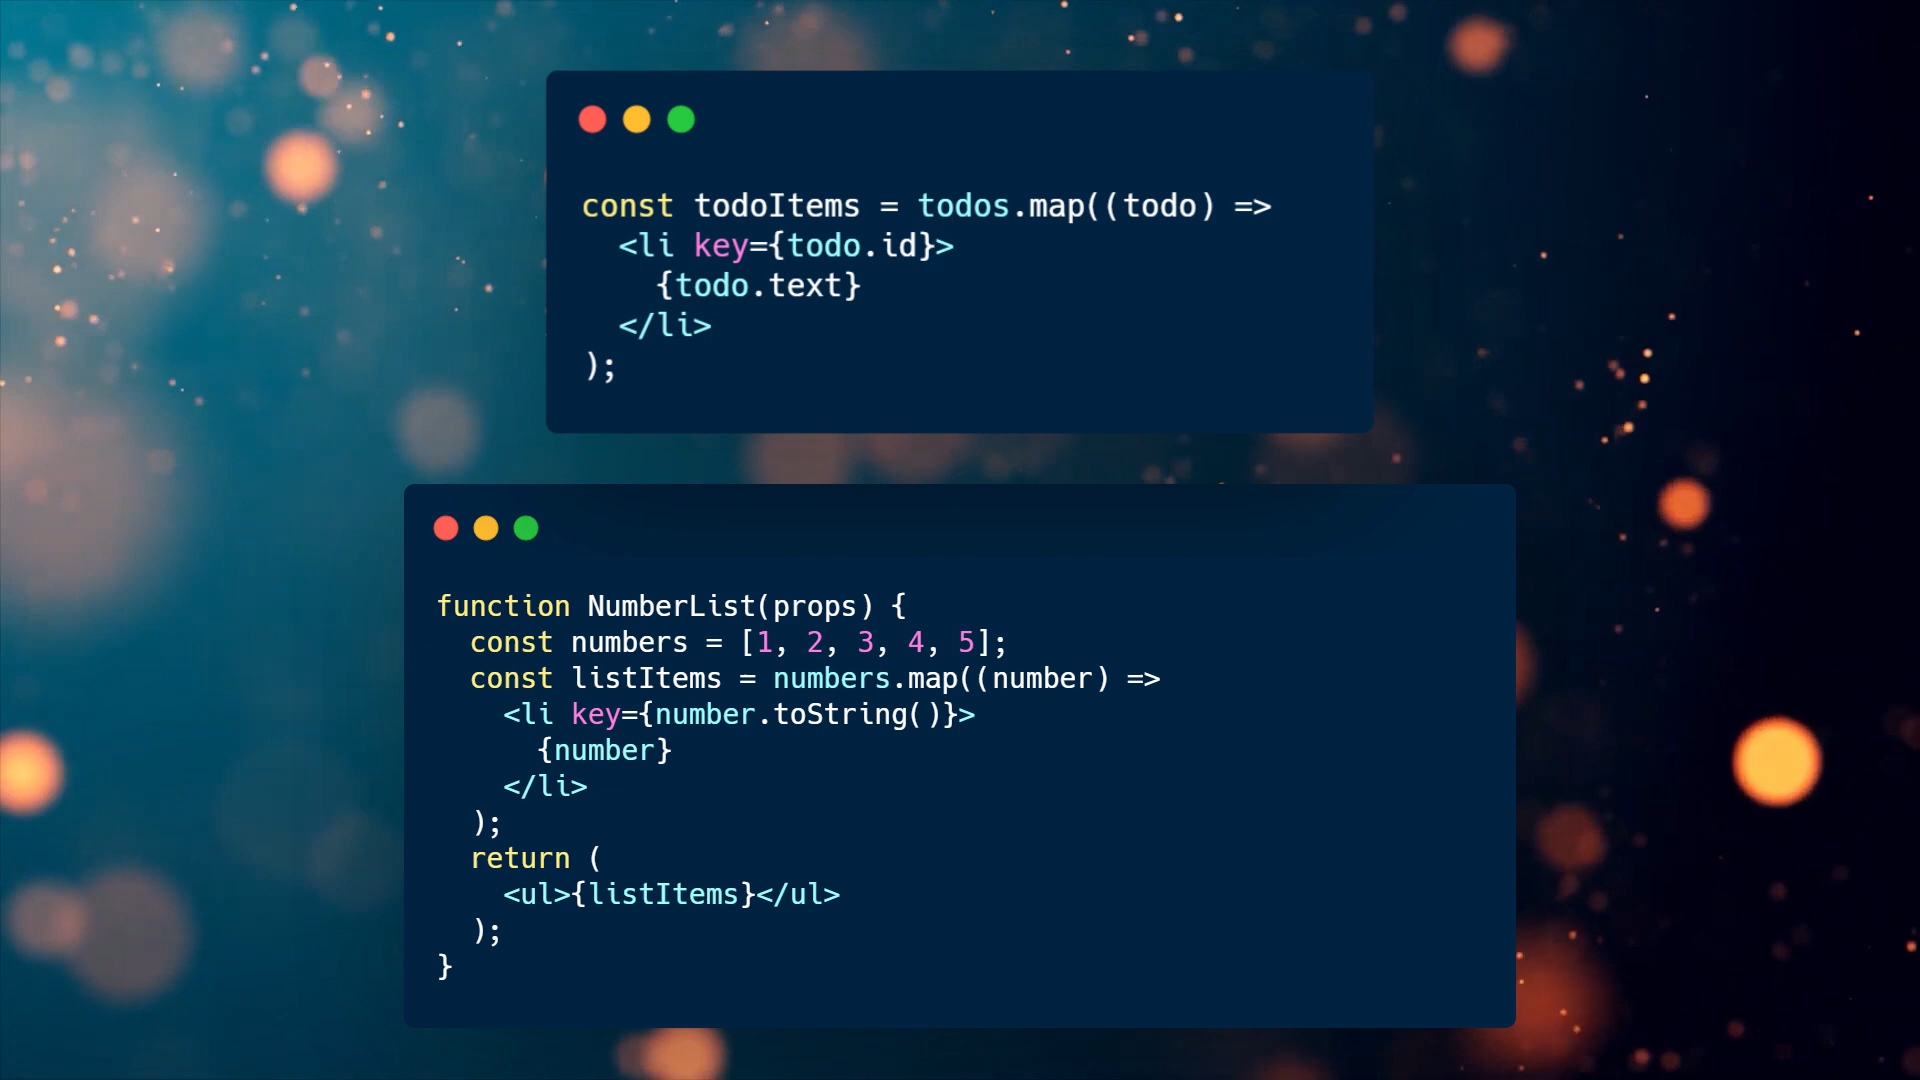 const todoItems = todos.map((todo) =>
  <li key={todo.id}>
    {todo.text}
  </li>
);
function NumberList(props) {
  const numbers = [1, 2, 3, 4, 5];
  const listItems = numbers.map((number) =>
    <li key={number.toString()}>
      {number}
    </li>
  );
  return (
    <ul>{listItems}</ul>
  );
}